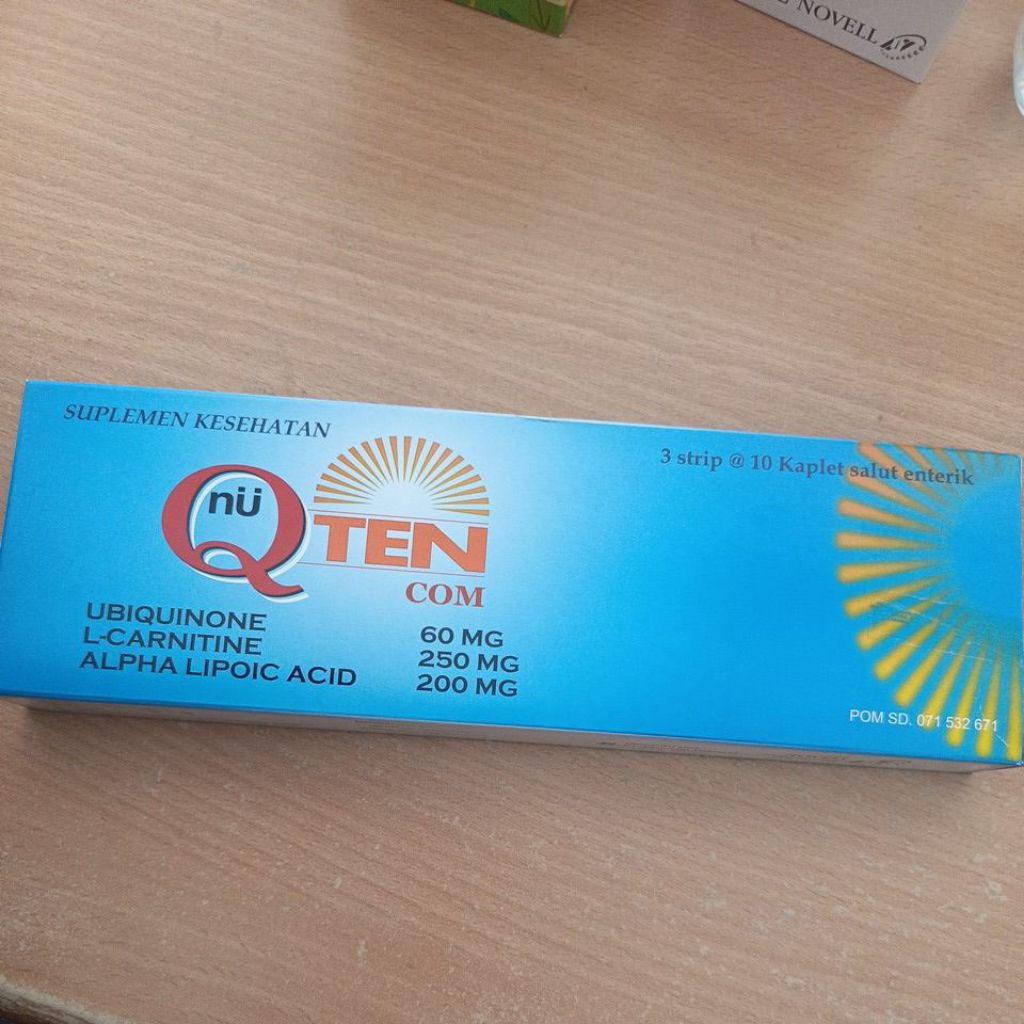 NOVELL
SUPLEMEN KESEHATAN
3 strip @ 10 Kaplet salut enterik
nü
Q TEN
COM
UBIQUINONE 60 MG
L-CARNITINE 250 MG
ALPHA LIPOIC ACID 200 MG
POM SD. 071 532 671